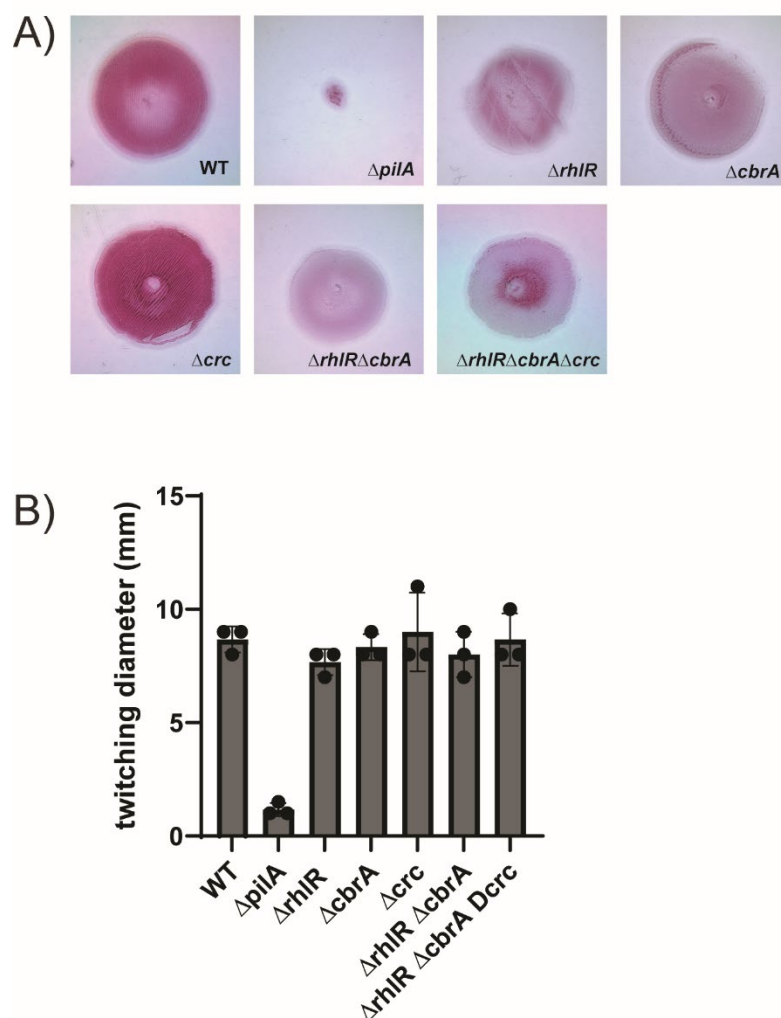 A)
WT
ΔpilA
ΔrhlR
ΔcbrA
Δcrc
ΔrhlRΔcbrA
ΔrhlRΔcbrAΔcrc
B)
twitching diameter (mm)
15
10
5
0
WT
ΔpilA
ΔrhlR
ΔcbrA
Δcrc
ΔrhlR ΔcbrA
ΔrhlR ΔcbrA Dcrc